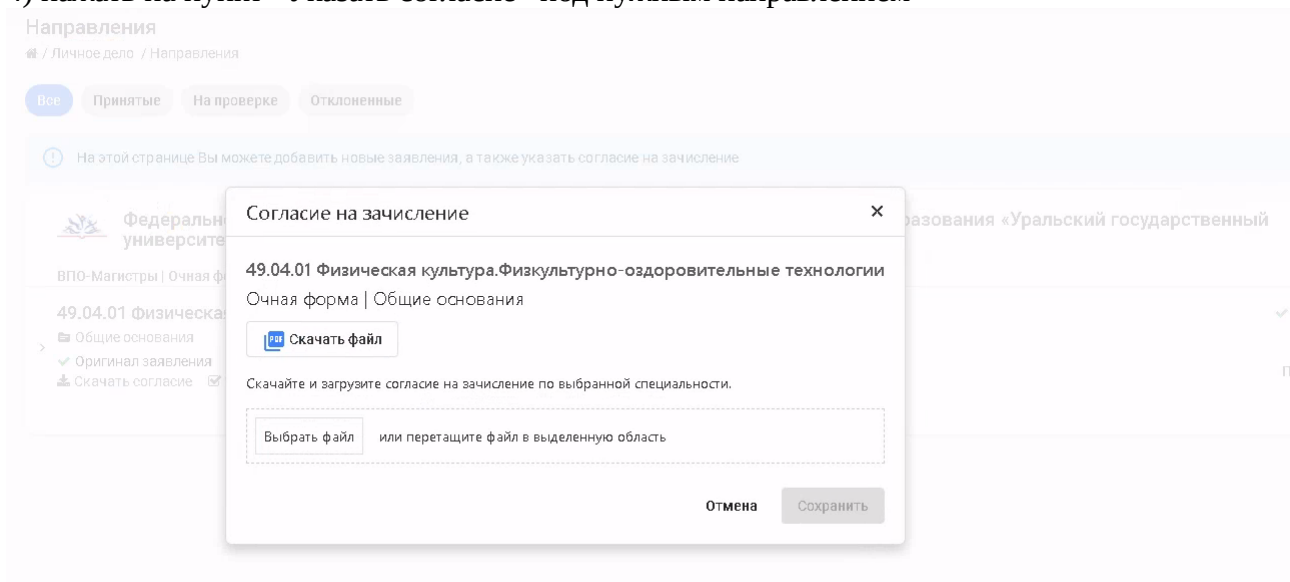 Направления
/ Личное дело / Направления
Все Принятые На проверке Отклоненные
На этой странице Вы можете добавить новые заявления, а также указать согласие на зачисление
Федеральн
университе
разования «Уральский государственный
ВПО-Магистры | Очная ф
49.04.01 Физическа
Общие основания
Оригинал заявления
Скачать согласие
Согласие на зачисление ×
49.04.01 Физическая культура.Физкультурно-оздоровительные технологии
Очная форма | Общие основания
PDF Скачать файл
Скачайте и загрузите согласие на зачисление по выбранной специальности.
Выбрать файл или перетащите файл в выделенную область
Отмена Сохранить